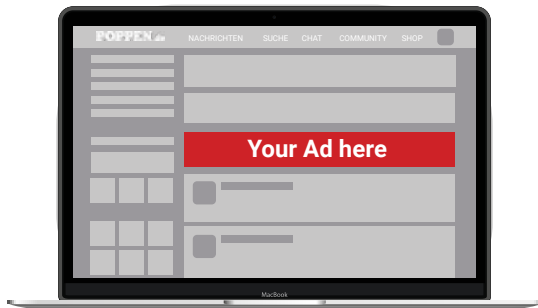 POPPEN.de NACHRICHTEN SUCHE CHAT COMMUNITY SHOP
Your Ad here
MacBook